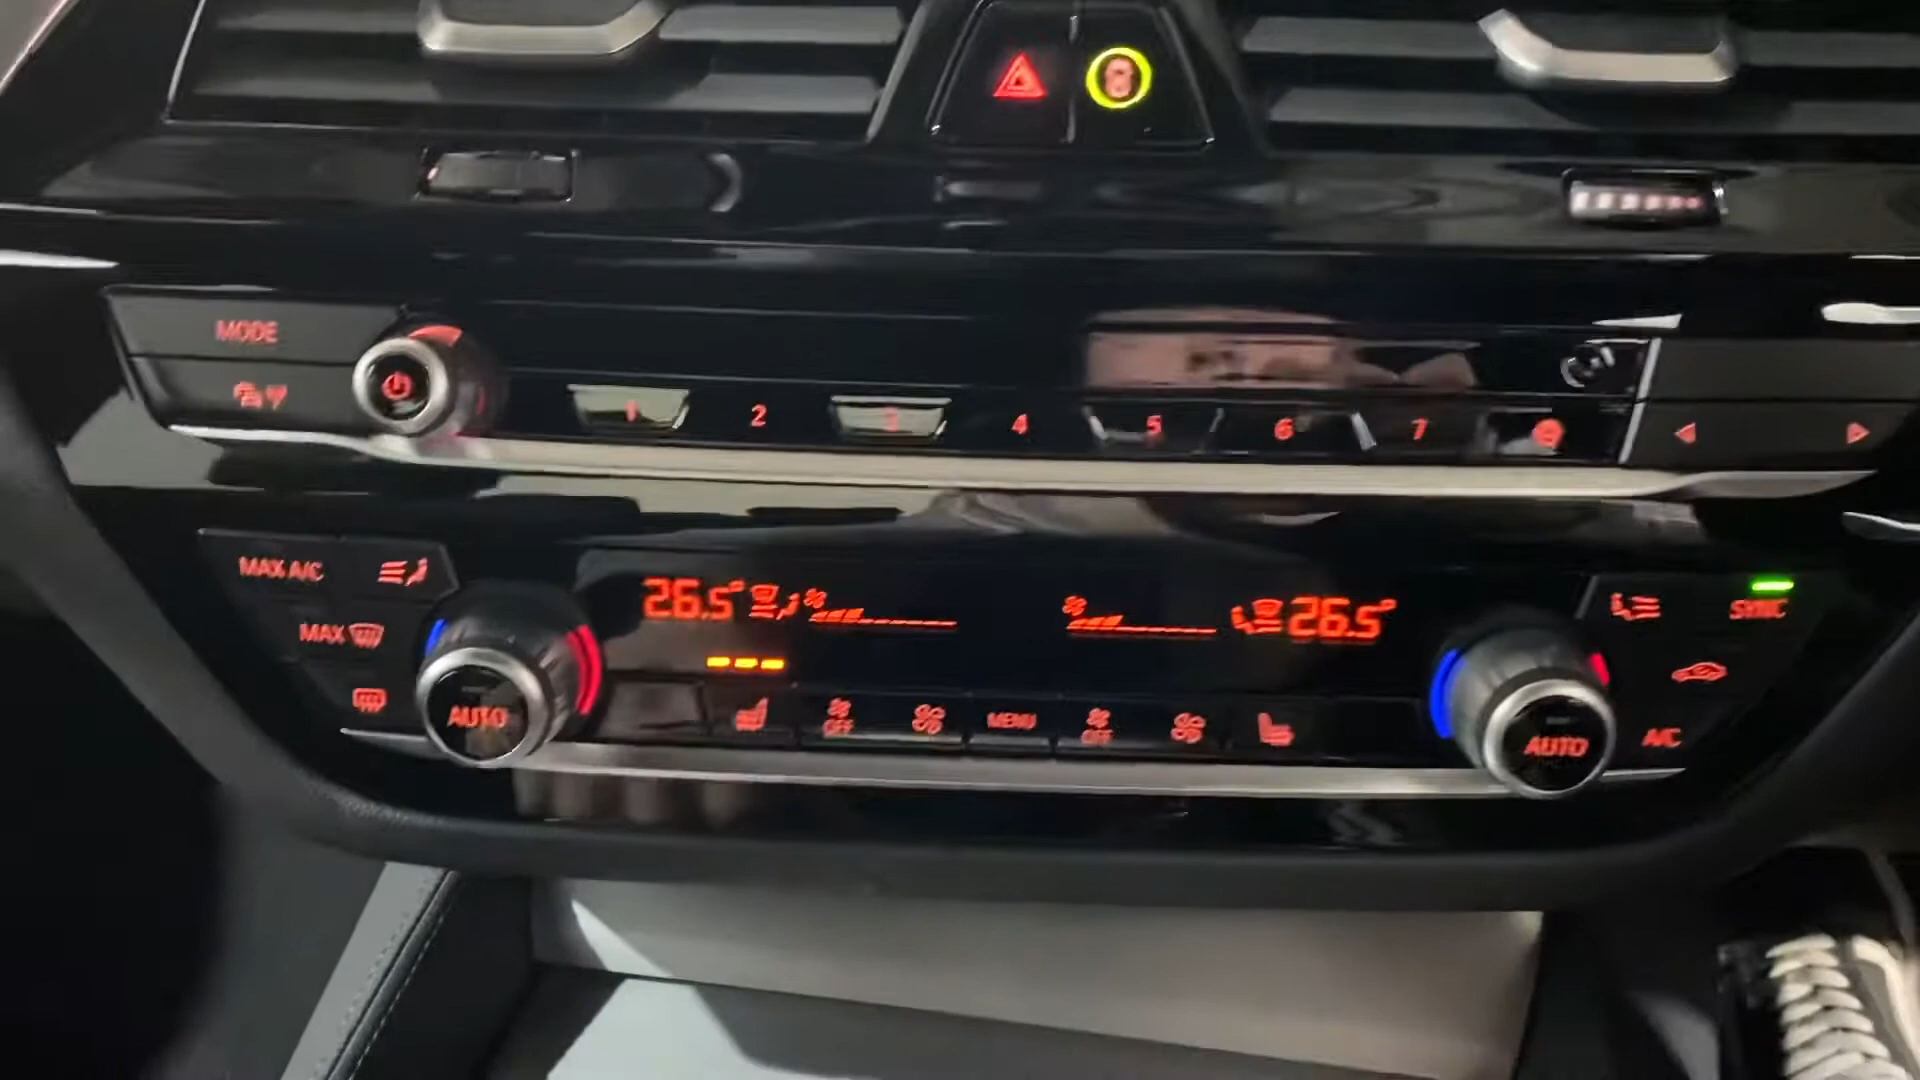 MODE
1 2 3 4 5 6 7
MAX A/C
26.5°
26.5°
SYNC
MAX
AUTO
OFF
MENU
OFF
AUTO
A/C